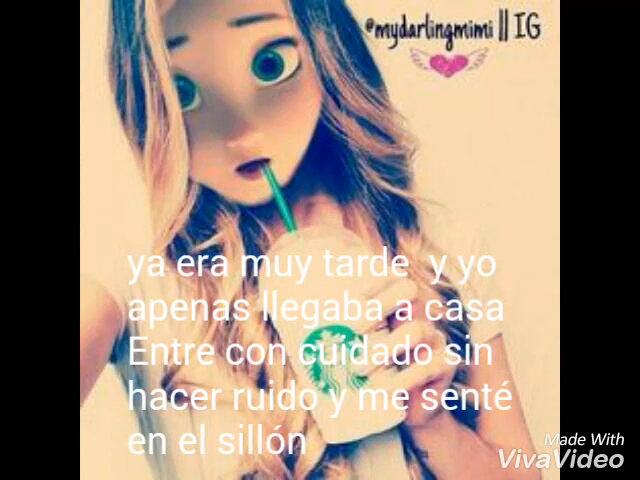 @mydarlingmimi || IG
ya era muy tarde  y yo
apenas llegaba a casa
Entre con cuidado sin
hacer ruido y me senté
en el sillón
Made With
VivaVideo